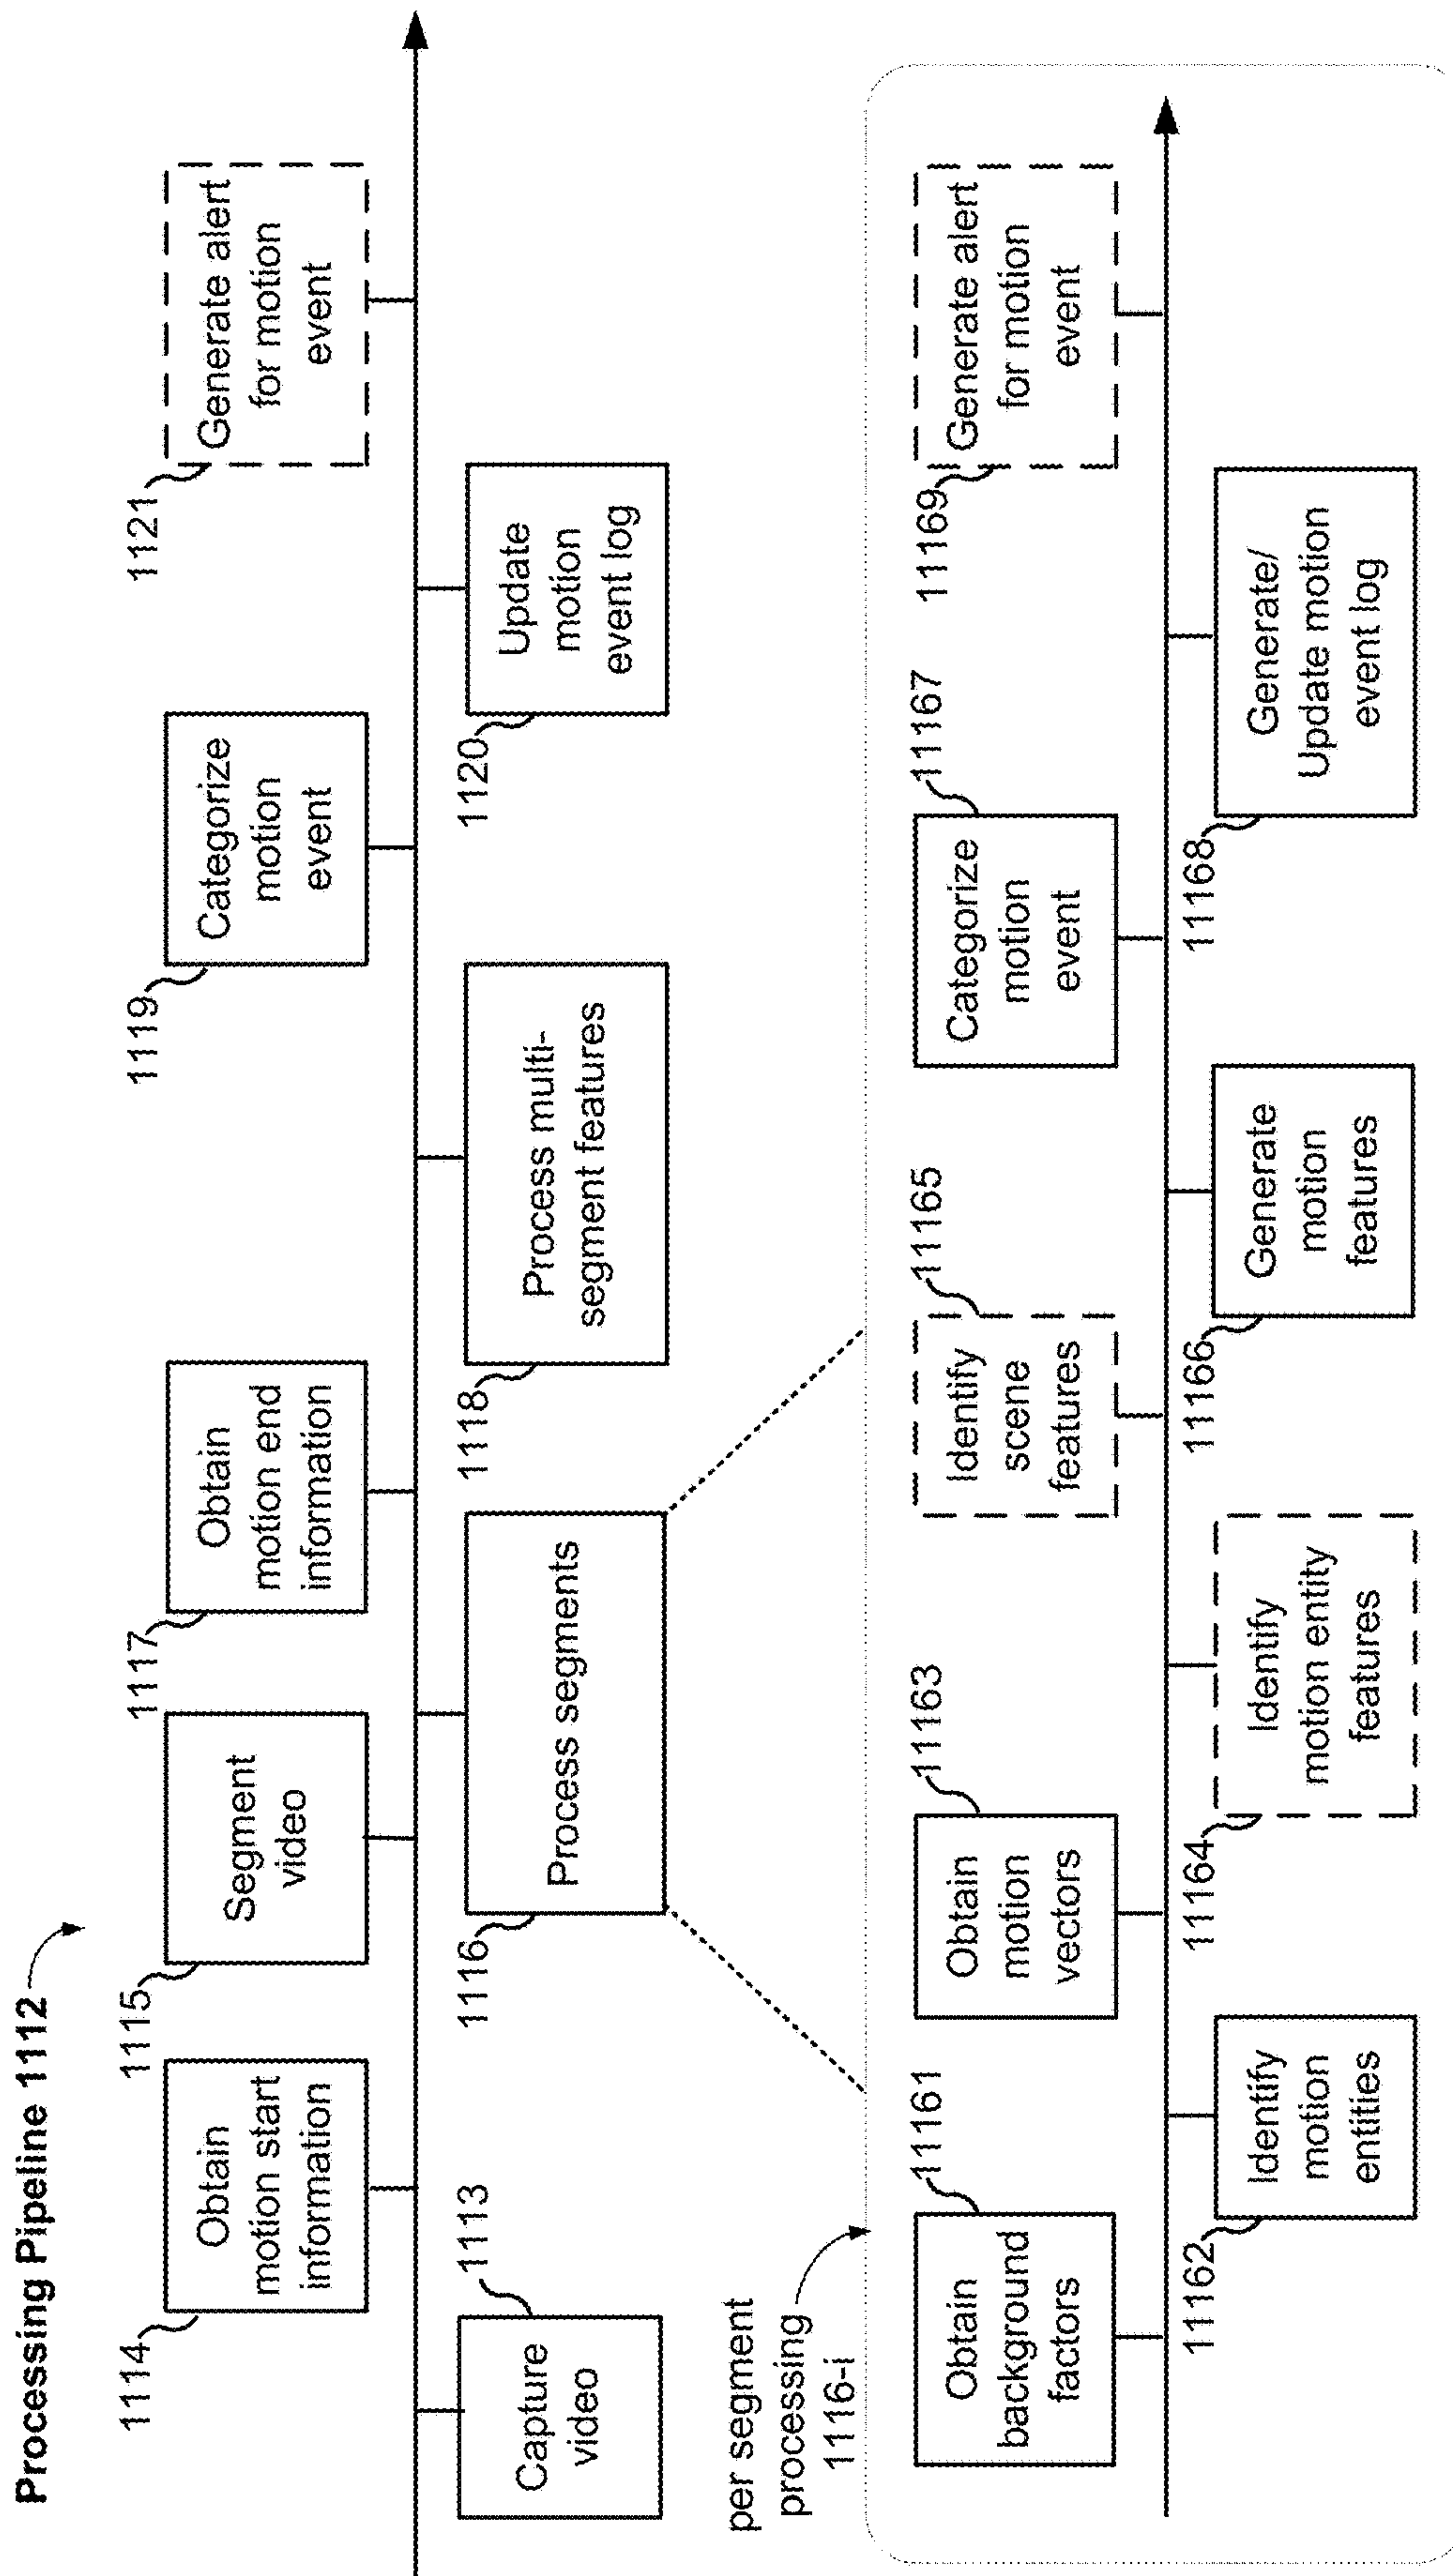 Processing Pipeline 1112
1114
Obtain
motion start
information
1115
Segment
video
1117
Obtain
motion end
information
1119
Categorize
motion
event
1121
Generate alert
for motion
event
1113
Capture
video
1116
Process segments
1118
Process multi-
segment features
1120
Update
motion
event log
per segment
processing
1116-i
11161
Obtain
background
factors
11163
Obtain
motion
vectors
11165
Identify
scene
features
11167
Categorize
motion
event
11169
Generate alert
for motion
event
11162
Identify
motion
entities
11164
Identify
motion entity
features
11166
Generate
motion
features
11168
Generate/
Update motion
event log